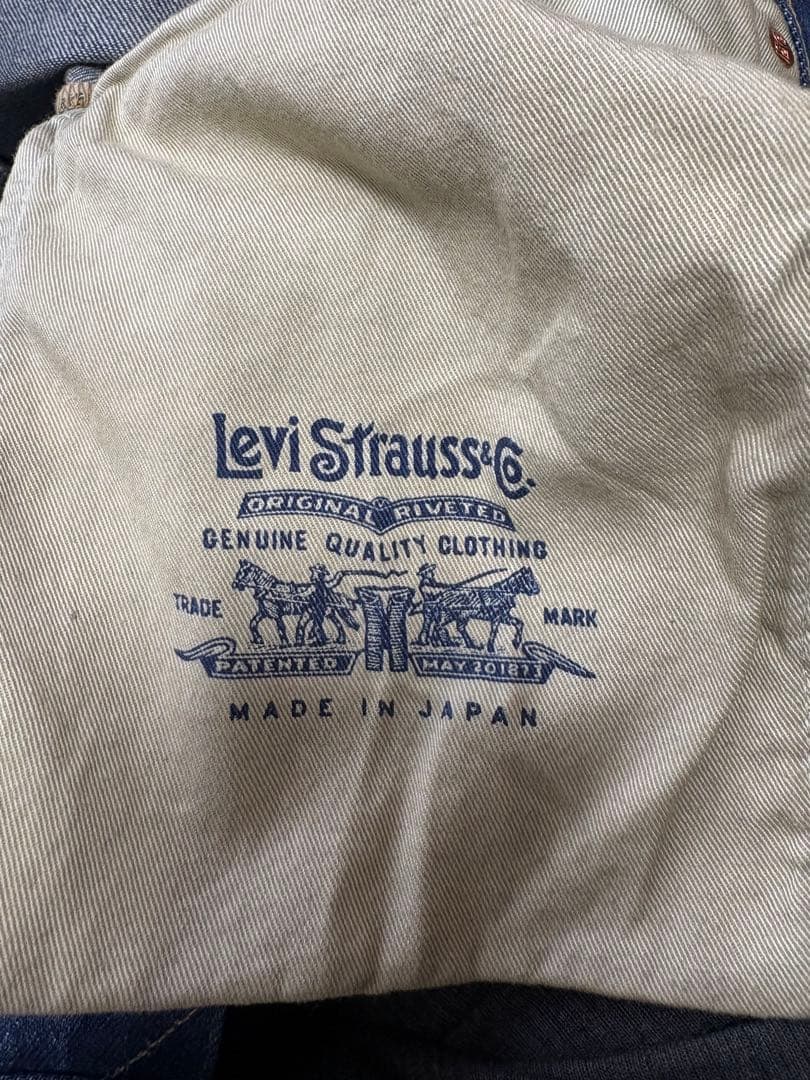 Levi Strauss & Co.
ORIGINAL RIVETED
GENUINE QUALITY CLOTHING
TRADE MARK
PATENTED MAY 20 1873
MADE IN JAPAN